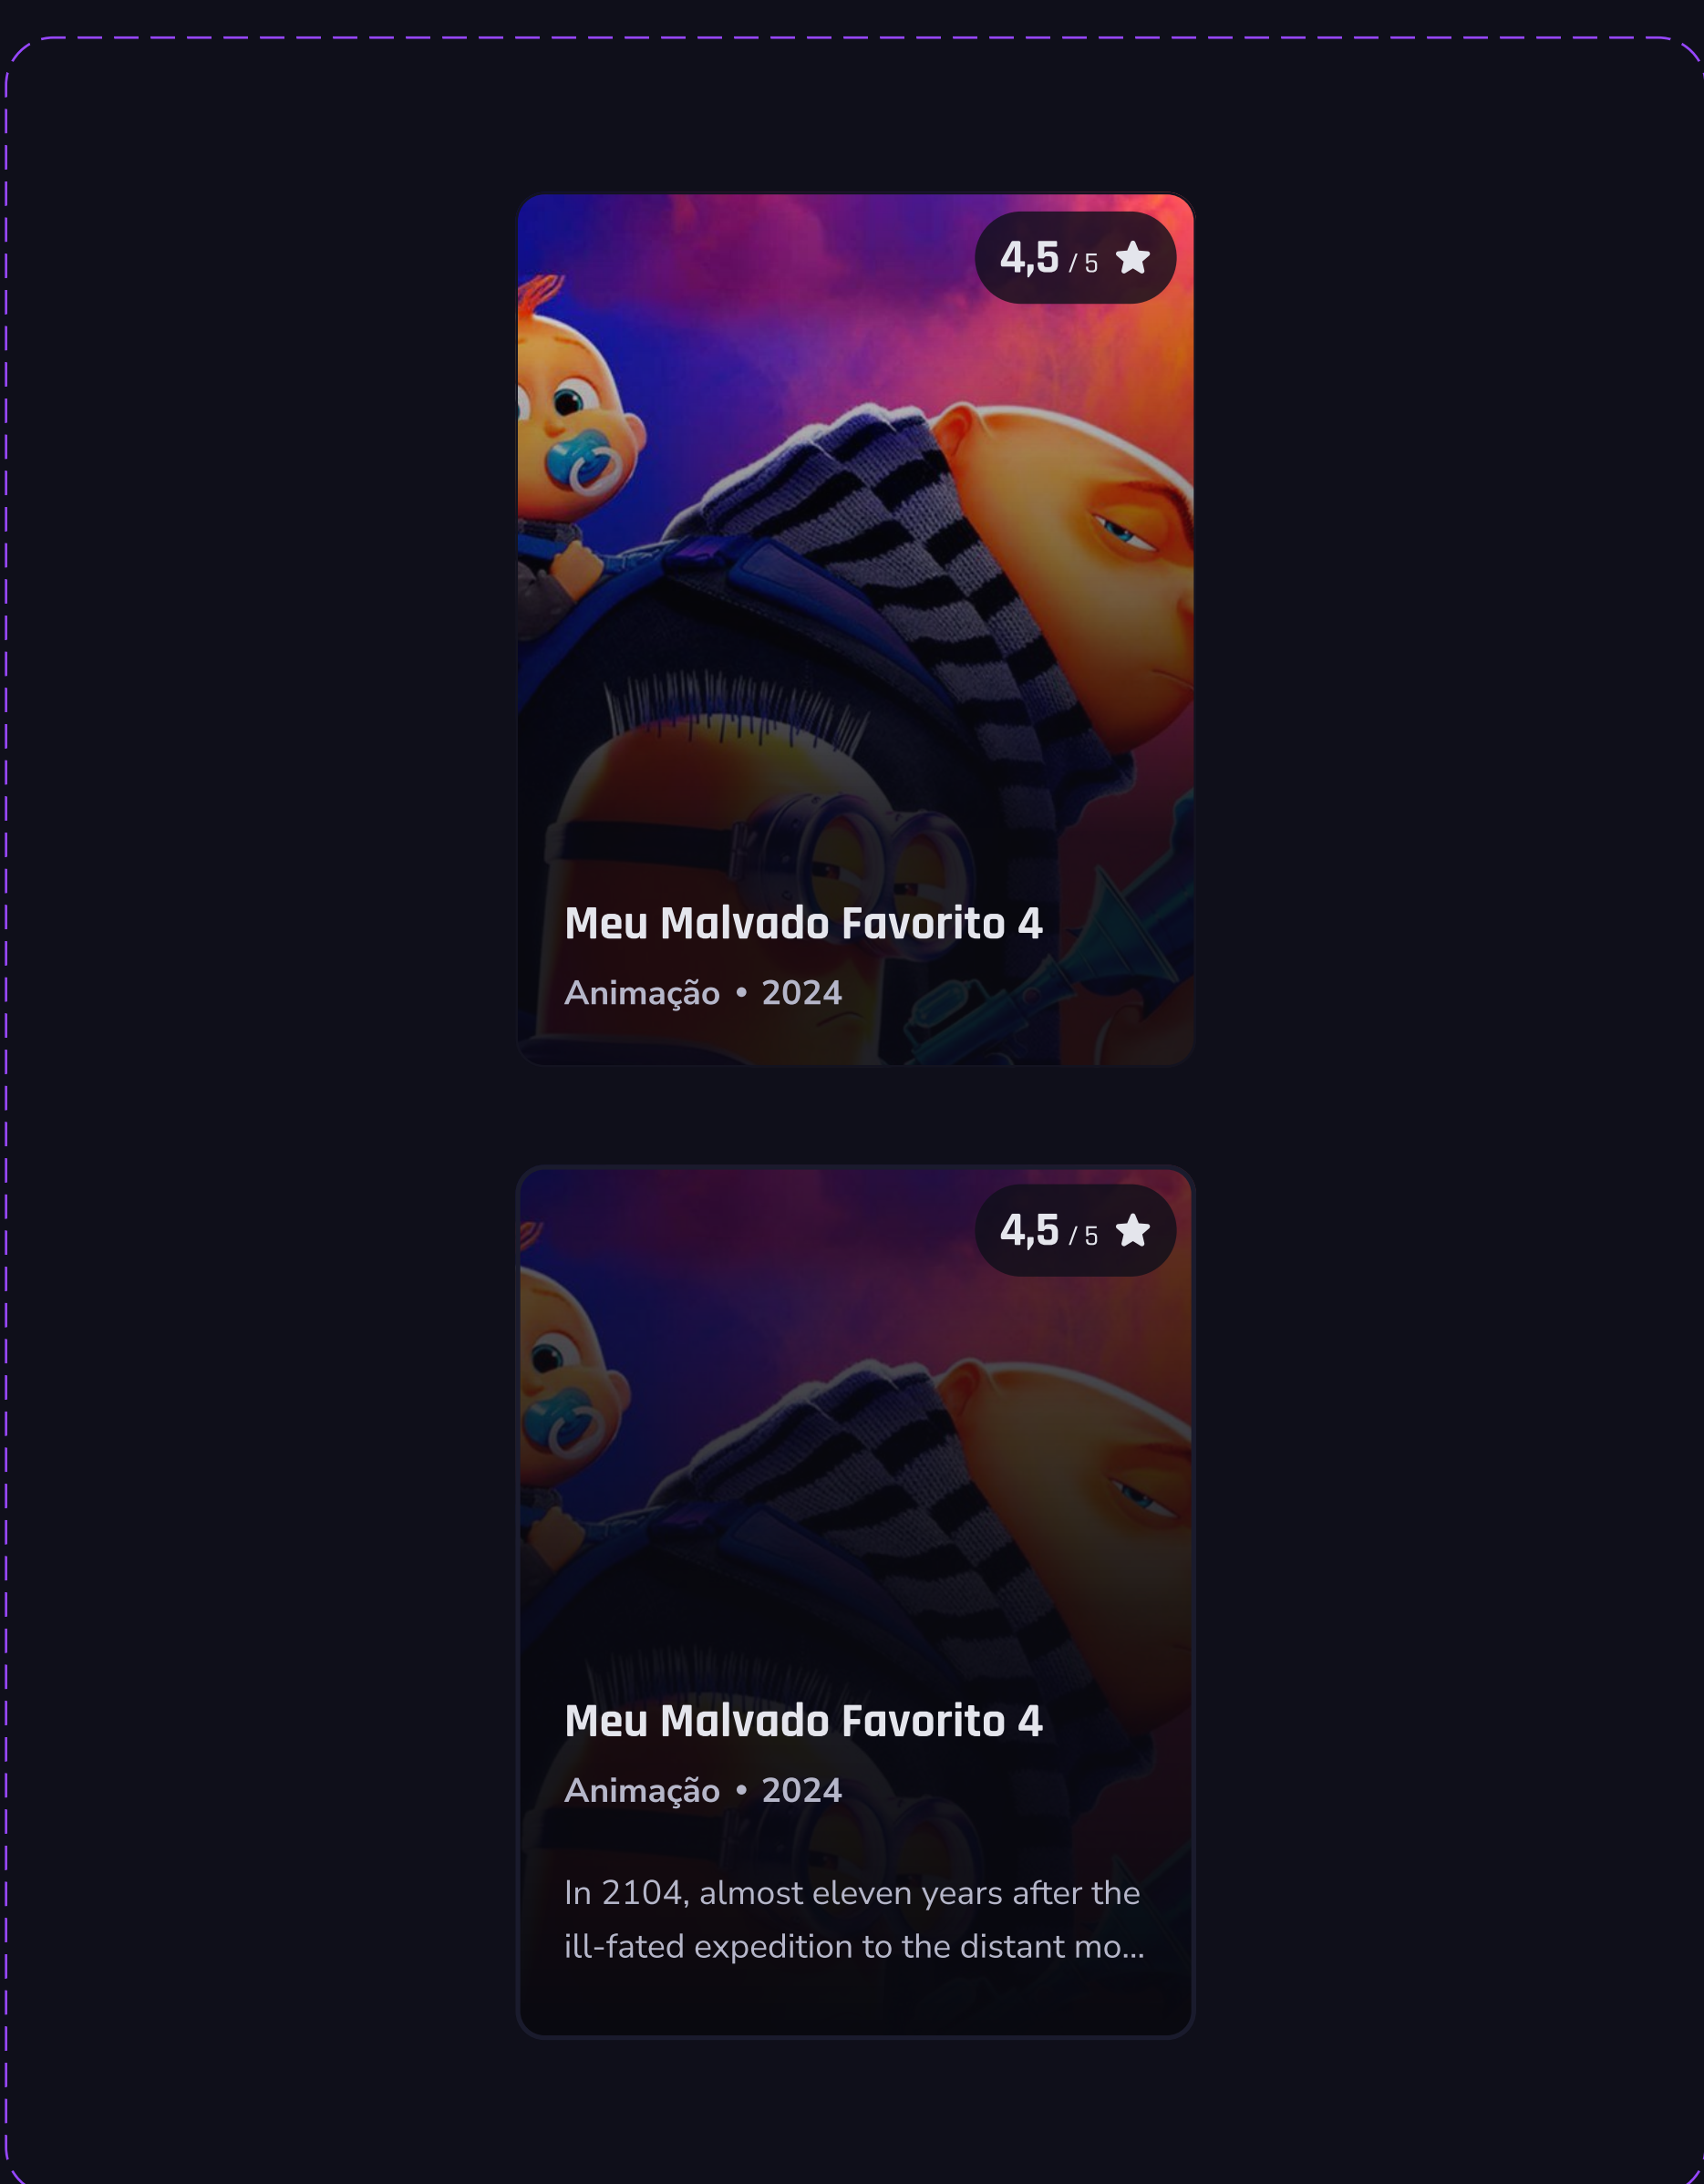 4,5 / 5
Meu Malvado Favorito 4
Animação • 2024
4,5 / 5
Meu Malvado Favorito 4
Animação • 2024
In 2104, almost eleven years after the
ill-fated expedition to the distant mo...